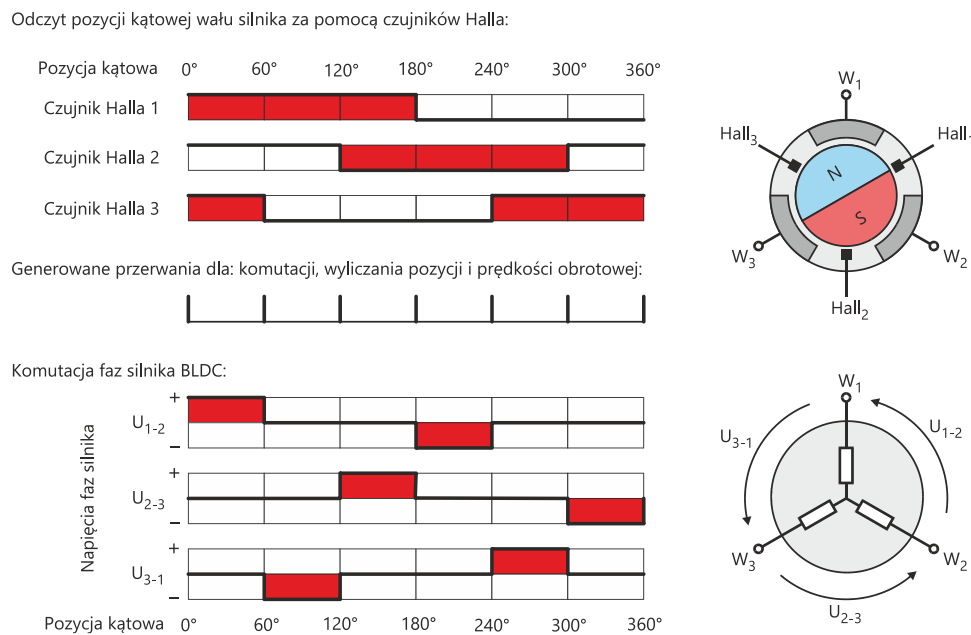 Odczyt pozycji kątowej wału silnika za pomocą czujników Halla:
Pozycja kątowa 0° 60° 120° 180° 240° 300° 360°
Czujnik Halla 1
Czujnik Halla 2
Czujnik Halla 3
W1
Hall3
Hall
N
S
W3
W2
Hall2
Generowane przerwania dla: komutacji, wyliczania pozycji i prędkości obrotowej:
Komutacja faz silnika BLDC:
Napięcia faz silnika
+
U1-2
−
+
U2-3
−
+
U3-1
−
Pozycja kątowa 0° 60° 120° 180° 240° 300° 360°
W1
U3-1
U1-2
W3
W2
U2-3